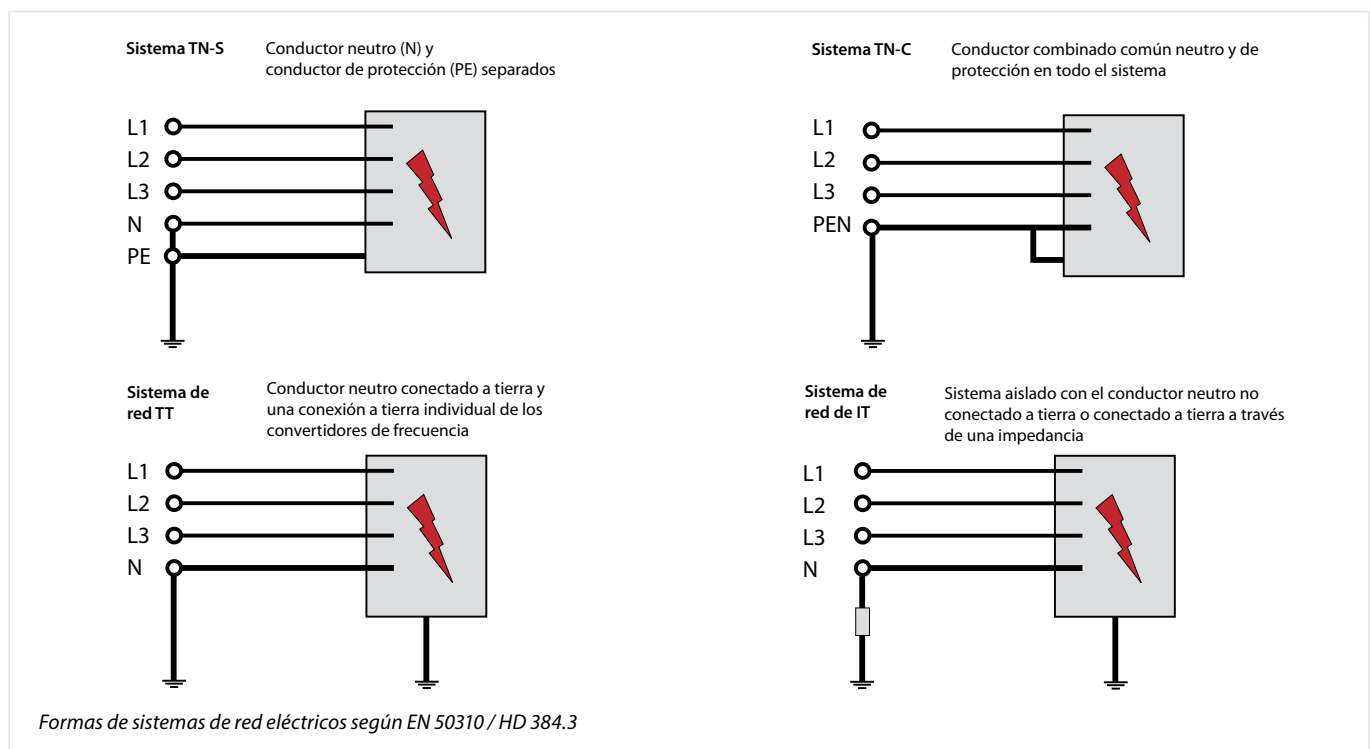 Sistema TN-S
Conductor neutro (N) y
conductor de protección (PE) separados
L1
L2
L3
N
PE
Sistema TN-C
Conductor combinado común neutro y de
protección en todo el sistema
L1
L2
L3
PEN
Sistema de
red TT
Conductor neutro conectado a tierra y
una conexión a tierra individual de los
convertidores de frecuencia
L1
L2
L3
N
Sistema de
red de IT
Sistema aislado con el conductor neutro no
conectado a tierra o conectado a tierra a través
de una impedancia
L1
L2
L3
N
Formas de sistemas de red eléctricos según EN 50310 / HD 384.3